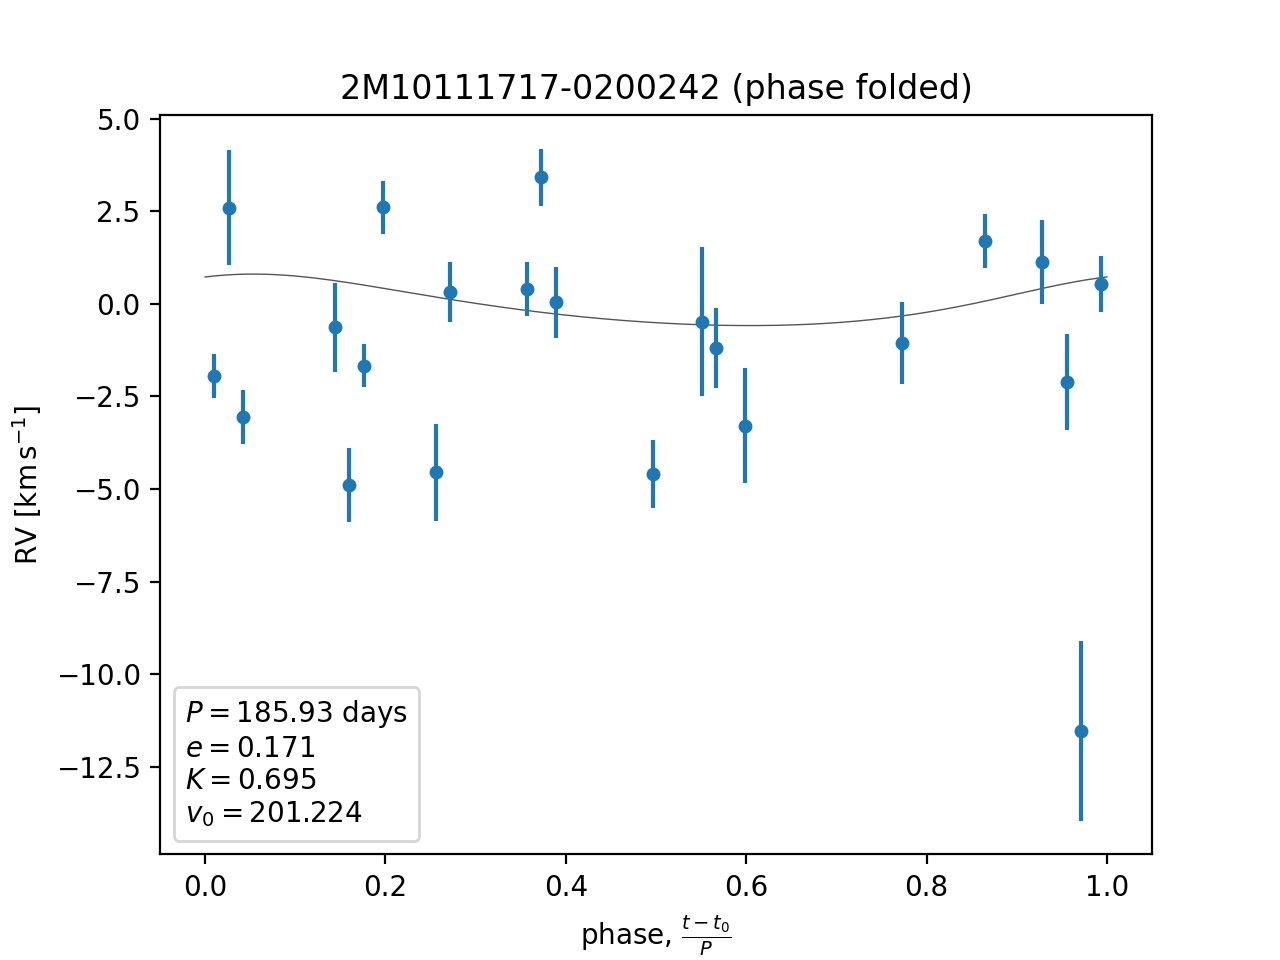 2M10111717-0200242 (phase folded)
5.0
2.5
0.0
−2.5
−5.0
−7.5
−10.0
−12.5
RV [km s⁻¹]
P = 185.93 days
e = 0.171
K = 0.695
v₀ = 201.224
0.0 0.2 0.4 0.6 0.8 1.0
phase, (t − t₀)/P